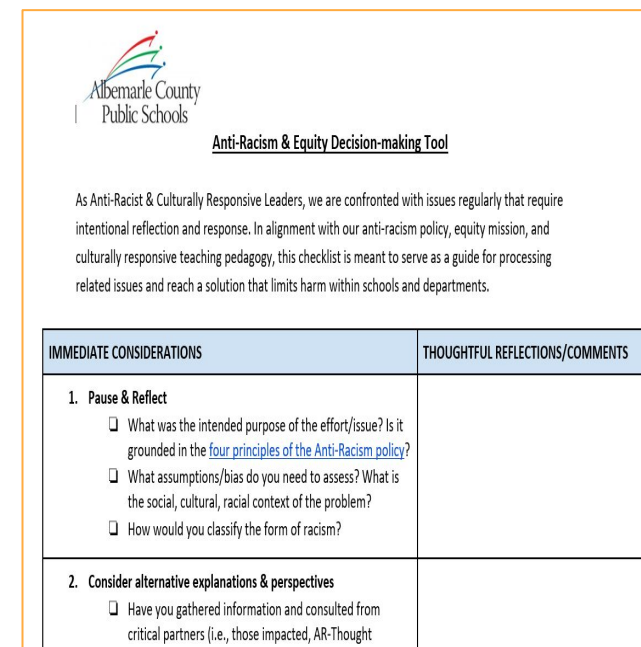 Albemarle County
Public Schools
Anti-Racism & Equity Decision-making Tool
As Anti-Racist & Culturally Responsive Leaders, we are confronted with issues regularly that require
intentional reflection and response. In alignment with our anti-racism policy, equity mission, and
culturally responsive teaching pedagogy, this checklist is meant to serve as a guide for processing
related issues and reach a solution that limits harm within schools and departments.
IMMEDIATE CONSIDERATIONS
THOUGHTFUL REFLECTIONS/COMMENTS
1. Pause & Reflect
❏ What was the intended purpose of the effort/issue? Is it
grounded in the four principles of the Anti-Racism policy?
❏ What assumptions/bias do you need to assess? What is
the social, cultural, racial context of the problem?
❏ How would you classify the form of racism?
2. Consider alternative explanations & perspectives
❏ Have you gathered information and consulted from
critical partners (i.e., those impacted, AR-Thought